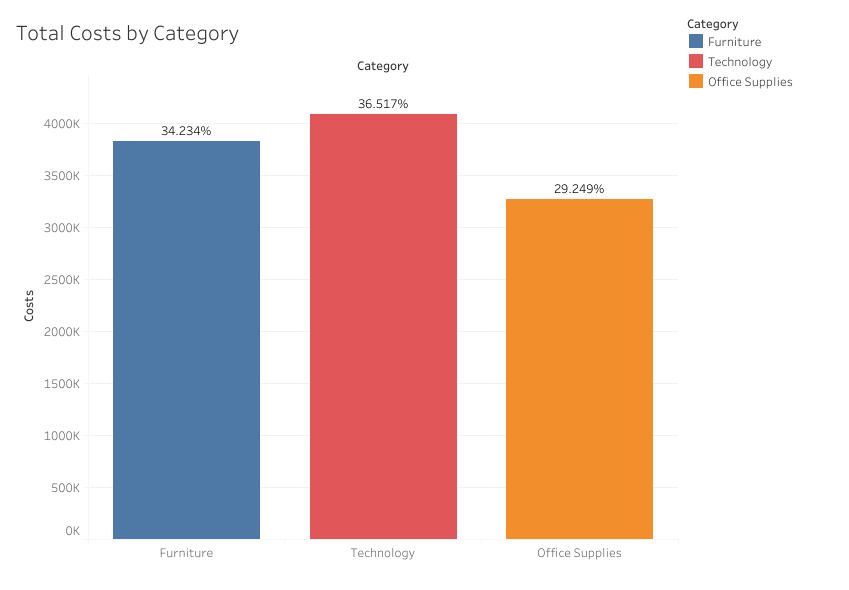 Total Costs by Category
Category
Furniture
Technology
Office Supplies
Category
34.234%
36.517%
29.249%
4000K
3500K
3000K
2500K
2000K
1500K
1000K
500K
0K
Costs
Furniture
Technology
Office Supplies